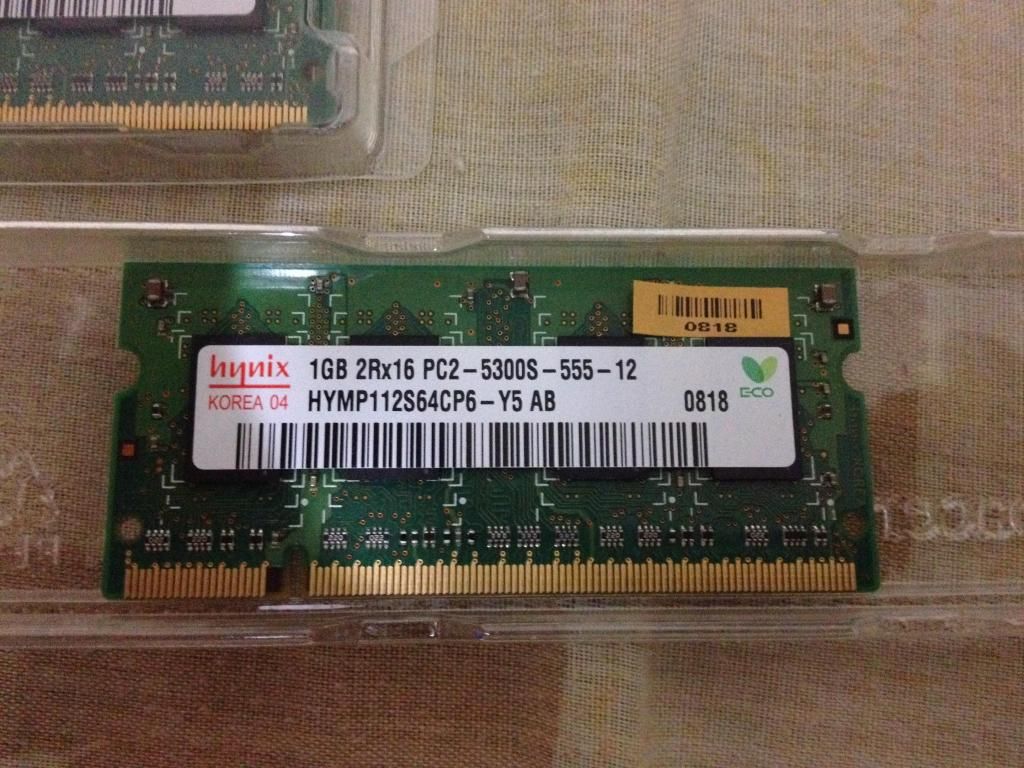 0818
hynix 1GB 2Rx16 PC2-5300S-555-12
KOREA 04 HYMP112S64CP6-Y5 AB 0818 ECO